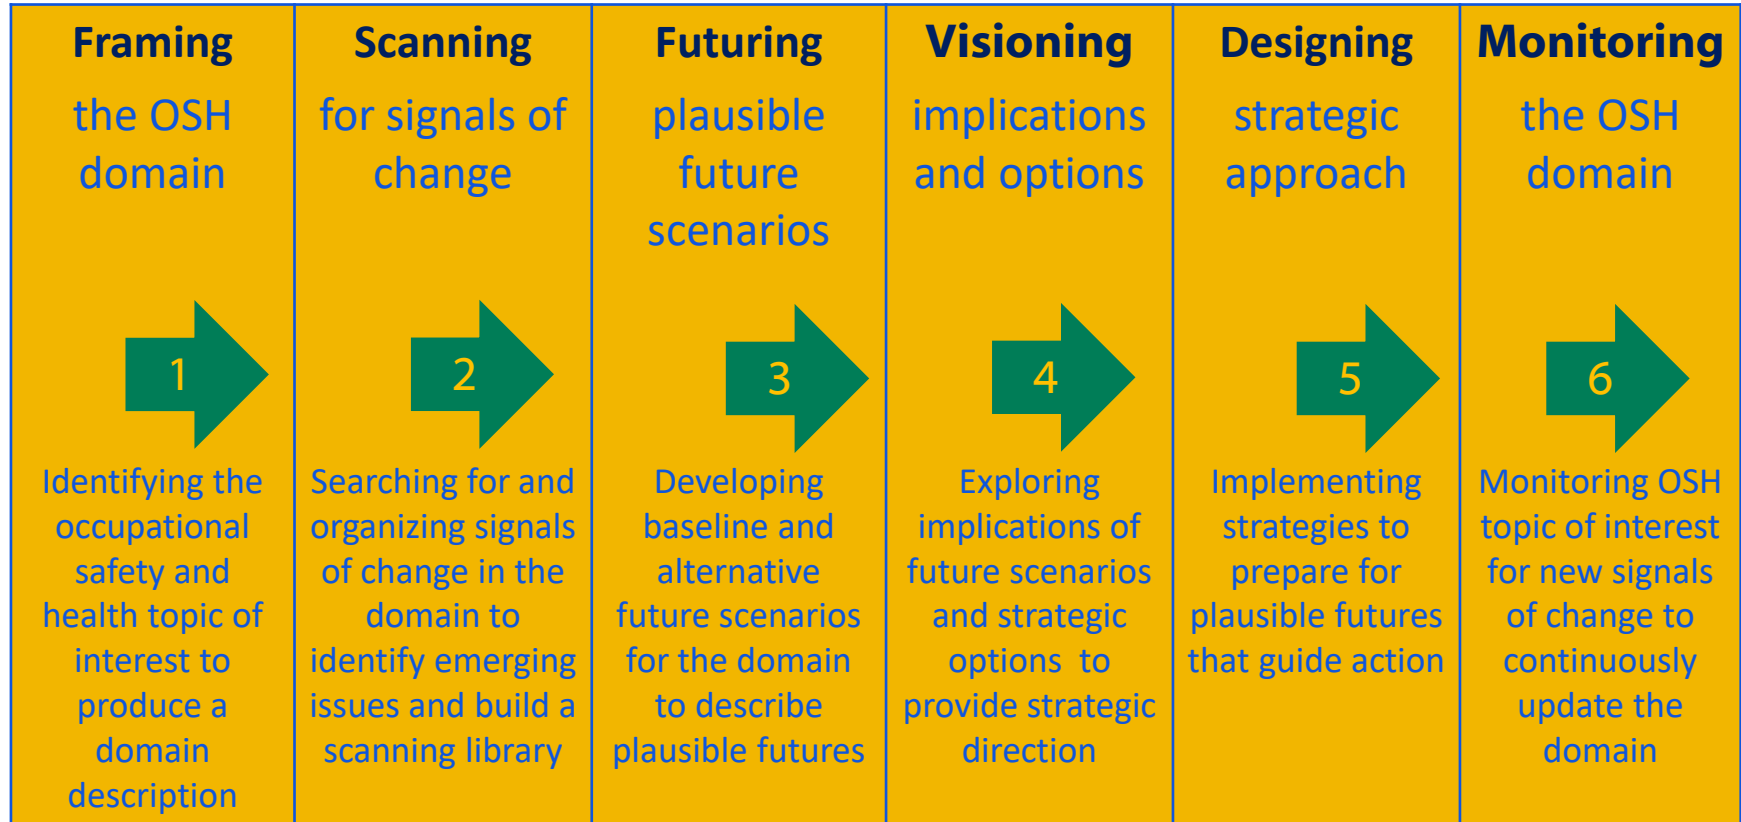 Framing
the OSH
domain
1
Identifying the
occupational
safety and
health topic of
interest to
produce a
domain
description
Scanning
for signals of
change
2
Searching for and
organizing signals
of change in the
domain to
identify emerging
issues and build a
scanning library
Futuring
plausible
future
scenarios
3
Developing
baseline and
alternative
future scenarios
for the domain
to describe
plausible futures
Visioning
implications
and options
4
Exploring
implications of
future scenarios
and strategic
options to
provide strategic
direction
Designing
strategic
approach
5
Implementing
strategies to
prepare for
plausible futures
that guide action
Monitoring
the OSH
domain
6
Monitoring OSH
topic of interest
for new signals
of change to
continuously
update the
domain